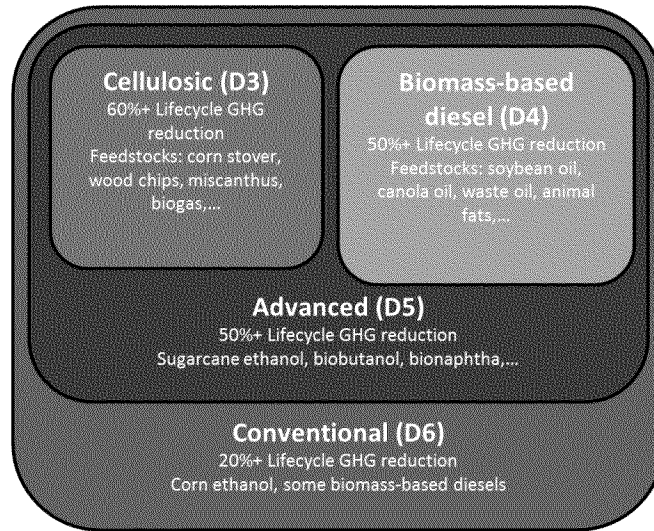 Cellulosic (D3)
60%+ Lifecycle GHG
reduction
Feedstocks: corn stover,
wood chips, miscanthus,
biogas,...
Biomass-based
diesel (D4)
50%+ Lifecycle GHG reduction
Feedstocks: soybean oil,
canola oil, waste oil, animal
fats,...
Advanced (D5)
50%+ Lifecycle GHG reduction
Sugarcane ethanol, biobutanol, bionaphtha,...
Conventional (D6)
20%+ Lifecycle GHG reduction
Corn ethanol, some biomass-based diesels